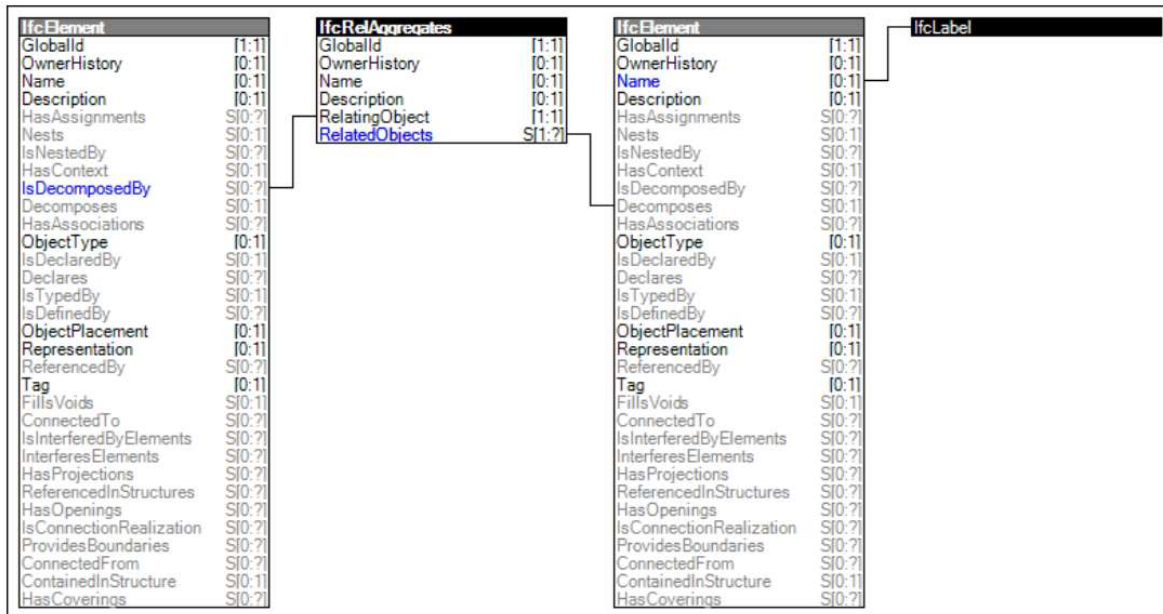 IfcElement
GlobalId [1:1]
OwnerHistory [0:1]
Name [0:1]
Description [0:1]
HasAssignments S[0:?]
Nests S[0:1]
IsNestedBy S[0:?]
HasContext S[0:1]
IsDecomposedBy S[0:?]
Decomposes S[0:1]
HasAssociations S[0:?]
ObjectType [0:1]
IsDeclaredBy S[0:1]
Declares S[0:?]
IsTypedBy S[0:1]
IsDefinedBy S[0:?]
ObjectPlacement [0:1]
Representation [0:1]
ReferencedBy S[0:?]
Tag [0:1]
FillsVoids S[0:1]
ConnectedTo S[0:?]
IsInterferedByElements S[0:?]
InterferesElements S[0:?]
HasProjections S[0:?]
ReferencedInStructures S[0:?]
HasOpenings S[0:?]
IsConnectionRealization S[0:?]
ProvidesBoundaries S[0:?]
ConnectedFrom S[0:?]
ContainedInStructure S[0:1]
HasCoverings S[0:?]
IfcRelAggregates
GlobalId [1:1]
OwnerHistory [0:1]
Name [0:1]
Description [0:1]
RelatingObject [1:1]
RelatedObjects S[1:?]
IfcElement
GlobalId [1:1]
OwnerHistory [0:1]
Name [0:1]
Description [0:1]
HasAssignments S[0:?]
Nests S[0:1]
IsNestedBy S[0:?]
HasContext S[0:1]
IsDecomposedBy S[0:?]
Decomposes S[0:1]
HasAssociations S[0:?]
ObjectType [0:1]
IsDeclaredBy S[0:1]
Declares S[0:?]
IsTypedBy S[0:1]
IsDefinedBy S[0:?]
ObjectPlacement [0:1]
Representation [0:1]
ReferencedBy S[0:?]
Tag [0:1]
FillsVoids S[0:1]
ConnectedTo S[0:?]
IsInterferedByElements S[0:?]
InterferesElements S[0:?]
HasProjections S[0:?]
ReferencedInStructures S[0:?]
HasOpenings S[0:?]
IsConnectionRealization S[0:?]
ProvidesBoundaries S[0:?]
ConnectedFrom S[0:?]
ContainedInStructure S[0:1]
HasCoverings S[0:?]
IfcLabel